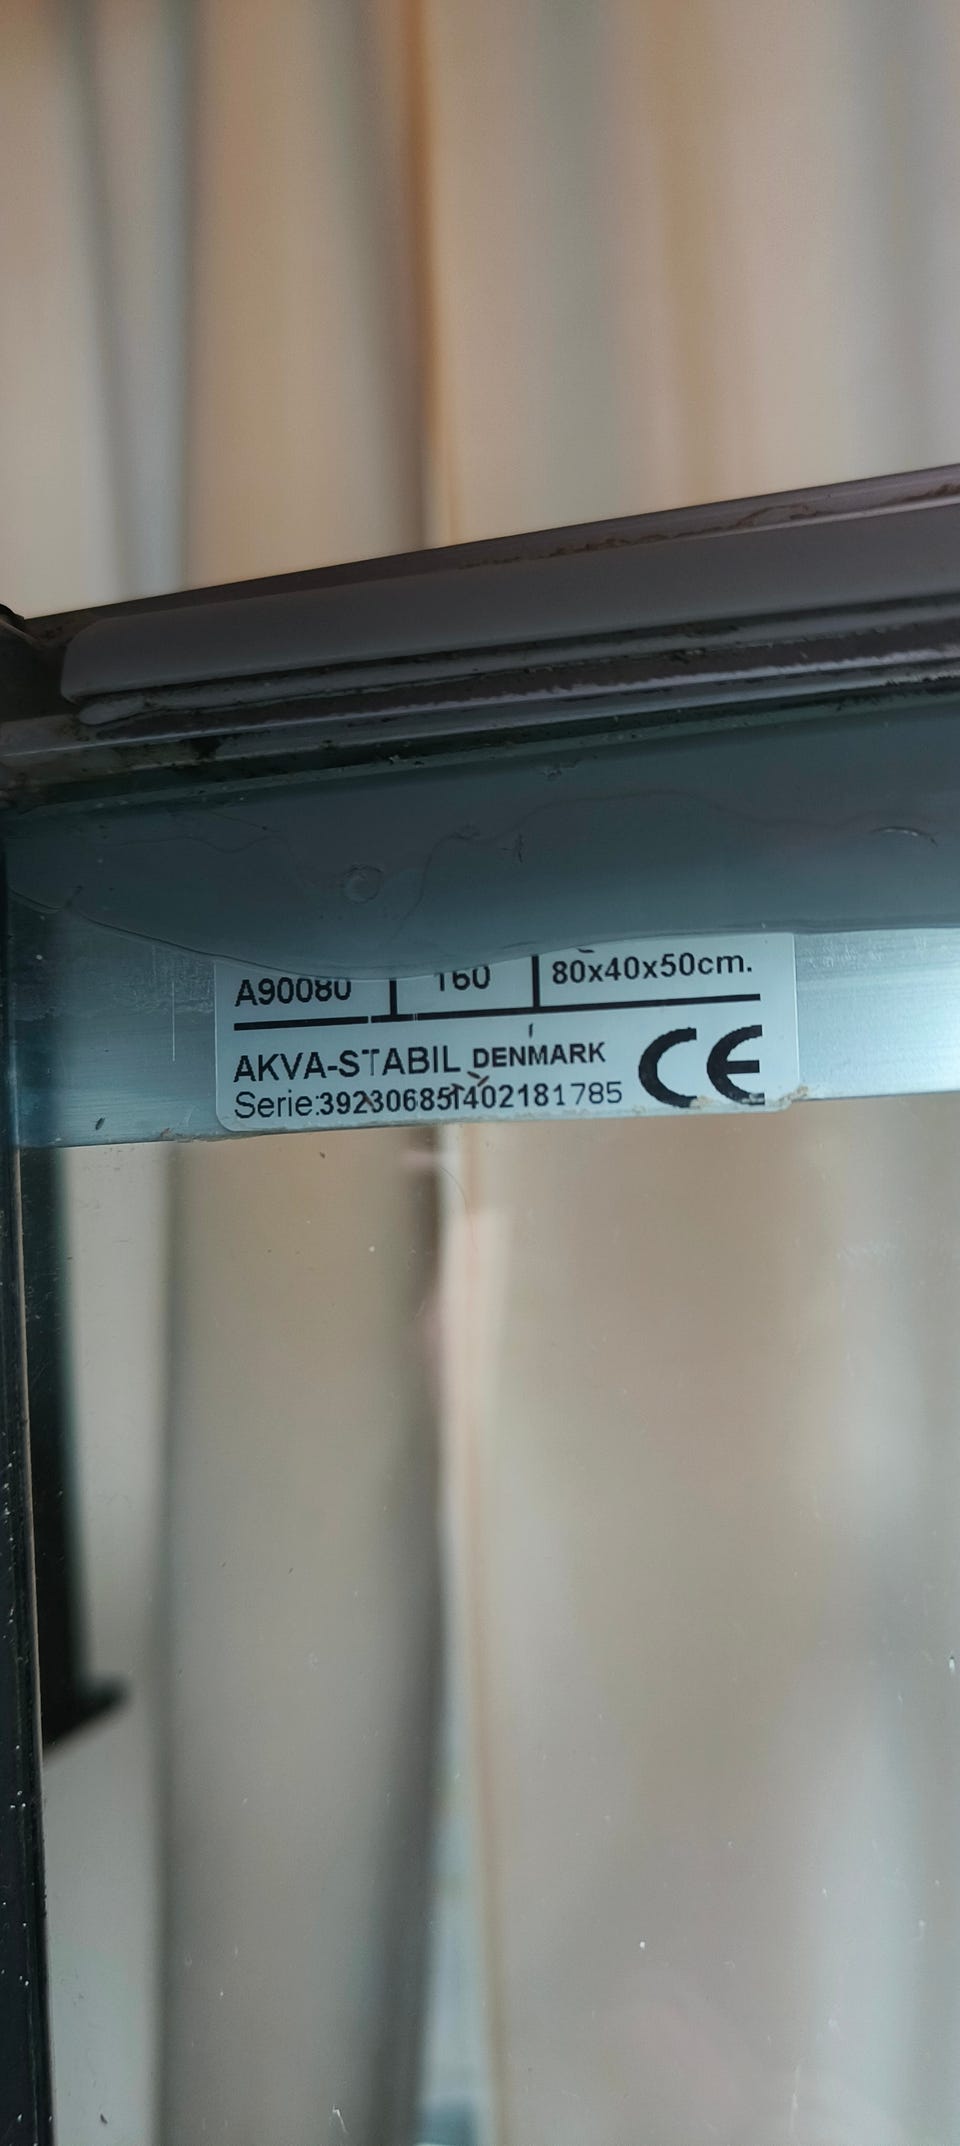 A90080 160 80x40x50cm.
AKVA-STABIL DENMARK CE
Serie:392306851402181785